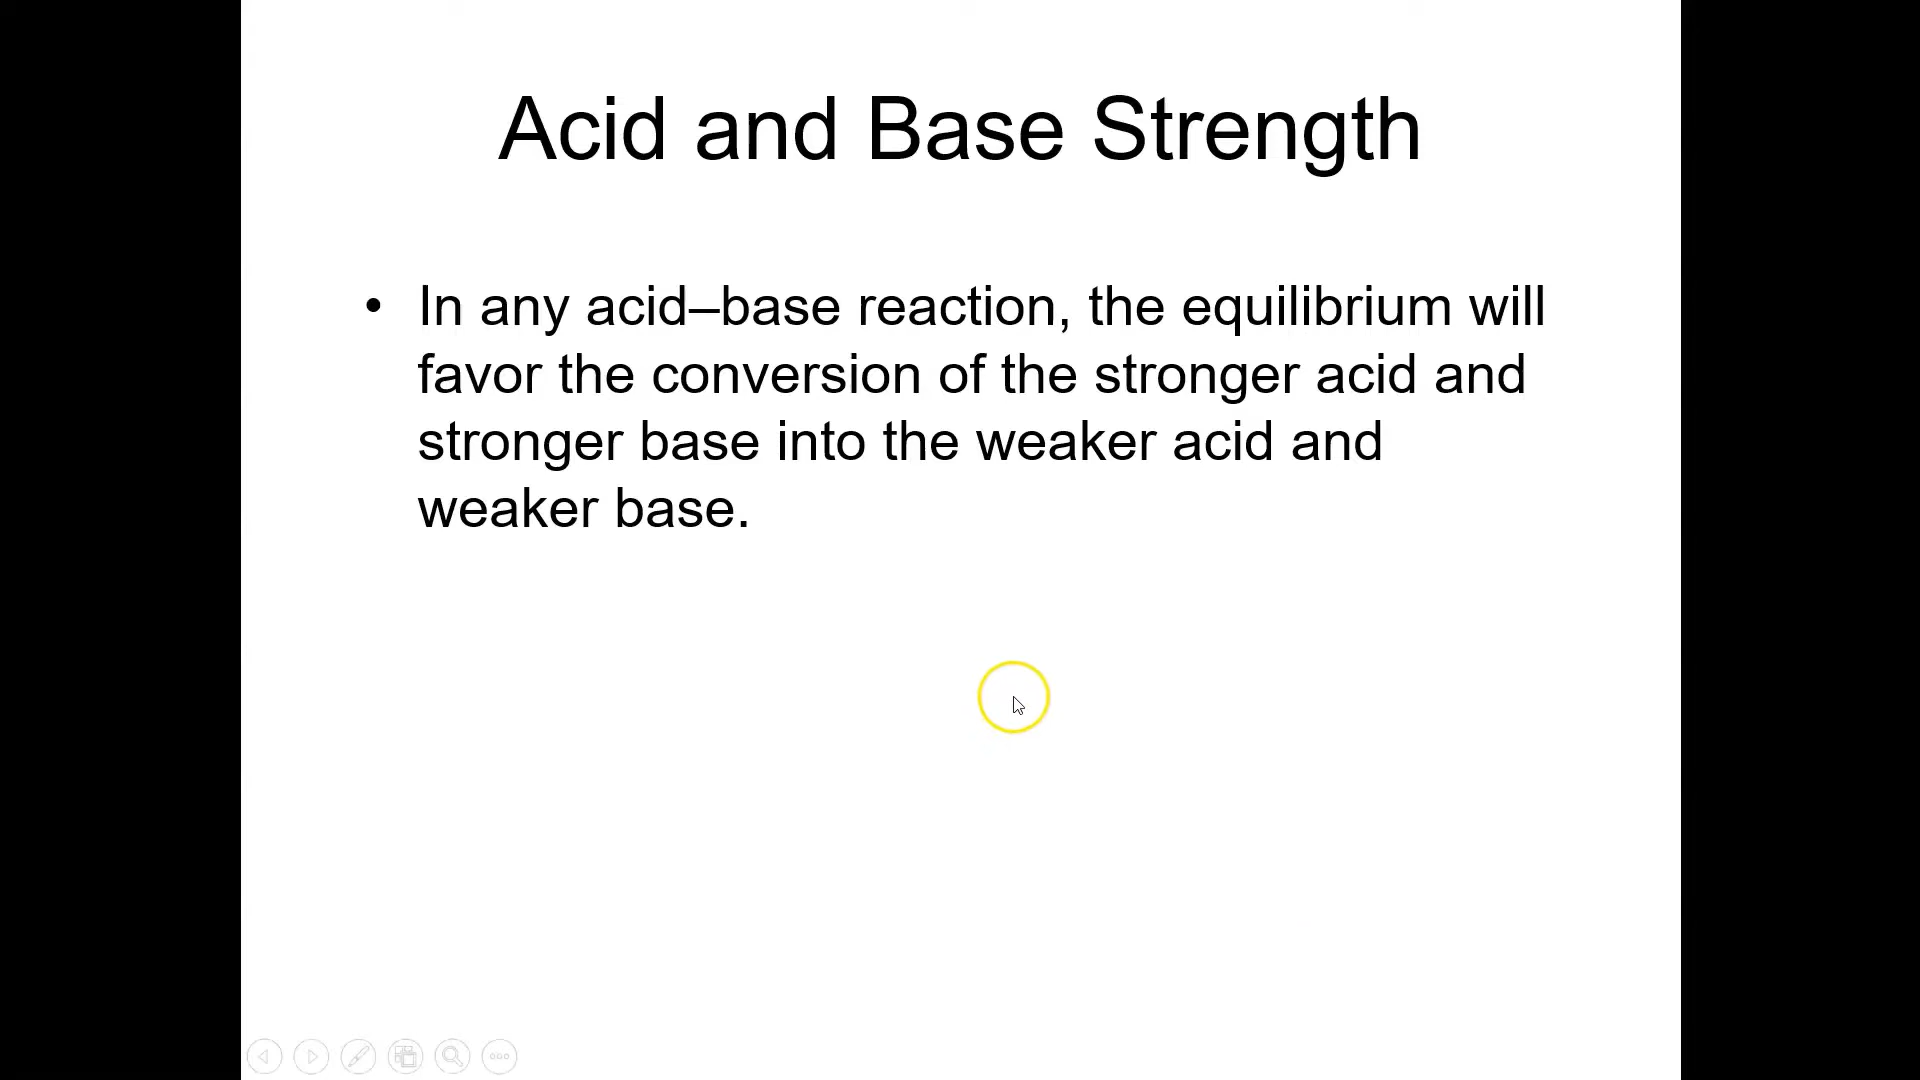 Acid and Base Strength
• In any acid–base reaction, the equilibrium will
favor the conversion of the stronger acid and
stronger base into the weaker acid and
weaker base.